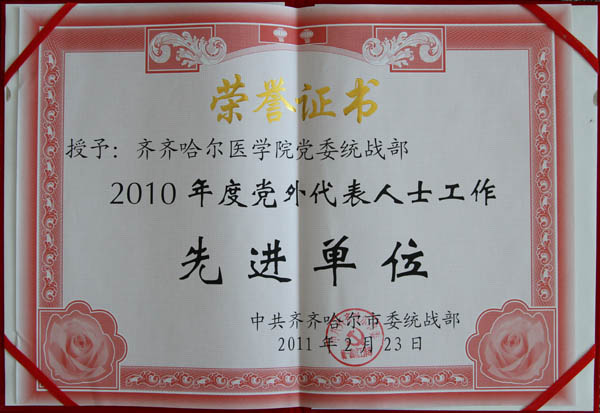 荣誉证书
授予：齐齐哈尔医学院党委统战部
2010年度党外代表人士工作
先进单位
中共齐齐哈尔市委统战部
2011年2月23日